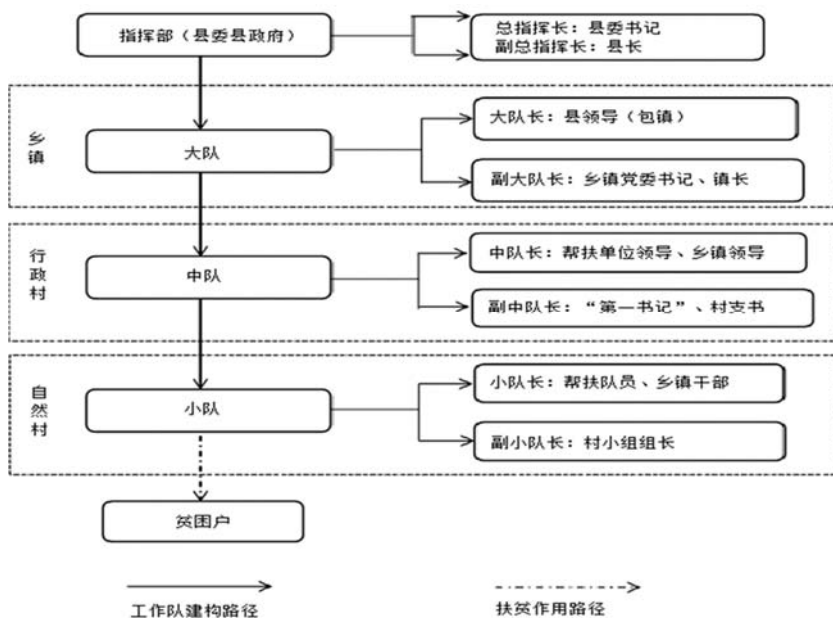 指挥部（县委县政府）
总指挥长：县委书记
副总指挥长：县长
乡镇
大队
大队长：县领导（包镇）
副大队长：乡镇党委书记、镇长
行政村
中队
中队长：帮扶单位领导、乡镇领导
副中队长：“第一书记”、村支书
自然村
小队
小队长：帮扶队员、乡镇干部
副小队长：村小组组长
贫困户
工作队建构路径
扶贫作用路径